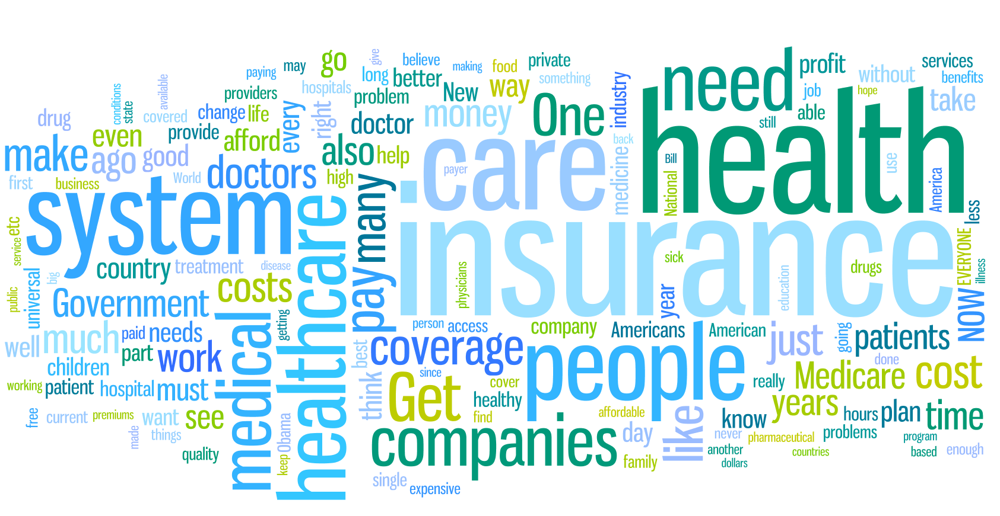 give
believe
making
food
private
need
profit
services
go
may
paying
long
better
something
industry
without
benefits
hospitals
problem
New
way
One
job
hope
take
available
conditions
state
providers
every
right
money
health
able
still
drug
covered
change
life
doctor
care
back
even
provide
afford
also
help
medicine
Bill
use
make
ago
good
doctors
high
payer
National
America
first
business
World
many
insurance
less
system
healthcare
etc
service
EVERYONE
illness
country
treatment
disease
pay
physicians
sick
education
drugs
universal
big
costs
year
NOW
public
Government
medical
getting
person
access
company
Americans
American
just
going
patients
well
much
paid
needs
coverage
people
best
part
work
done
children
since
Medicare
cost
working
patient
hospital
must
think
Get
cover
really
healthy
years
free
current
premiums
want
see
Obama
find
affordable
like
know
hours
plan
time
made
things
companies
day
never
pharmaceutical
problems
program
quality
keep
family
another
countries
based
enough
dollars
single
expensive